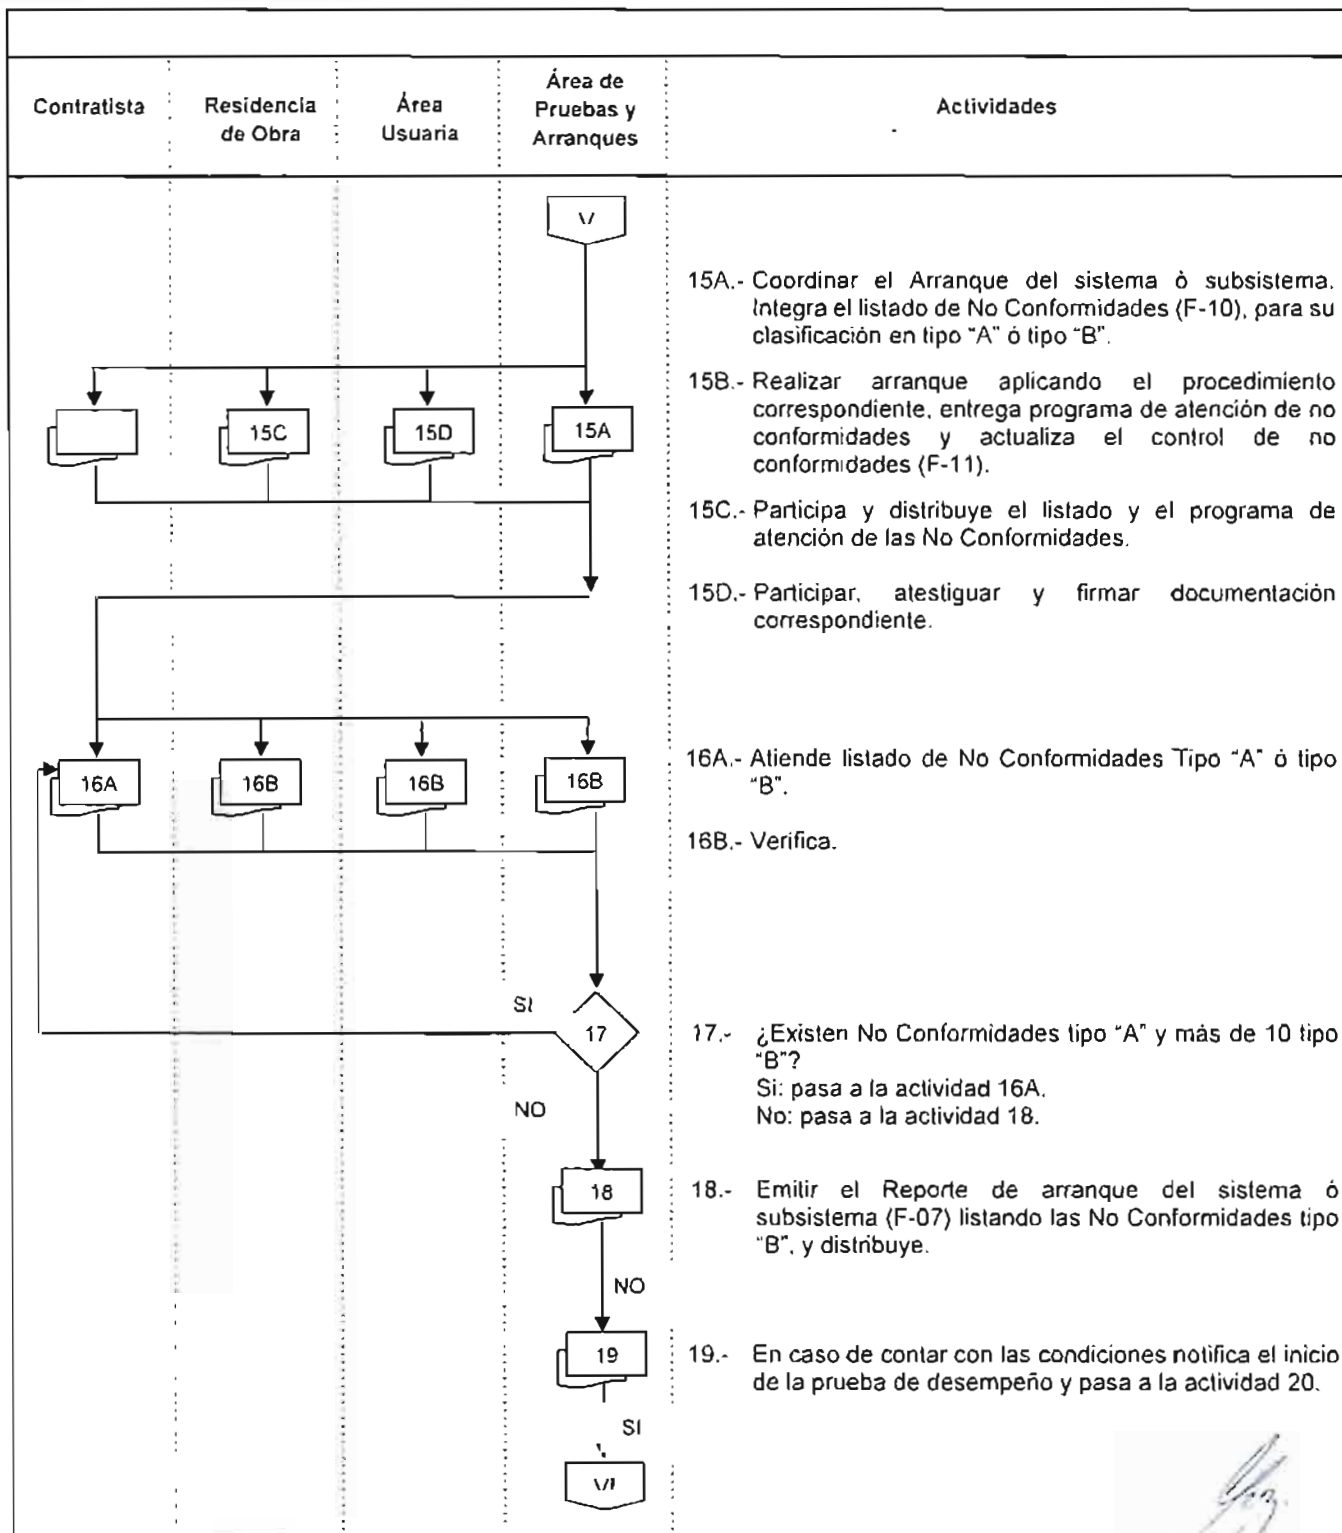 Contratista
Residencia
de Obra
Área
Usuaria
Área de
Pruebas y
Arranques
Actividades
V
15A.- Coordinar el Arranque del sistema ò subsistema.
Integra el listado de No Conformidades (F-10), para su
clasificación en tipo "A" ó tipo "B".
15B.- Realizar arranque aplicando el procedimiento
correspondiente, entrega programa de atención de no
conformidades y actualiza el control de no
conformidades (F-11).
15C
15D
15A
15C.- Participa y distribuye el listado y el programa de
atención de las No Conformidades.
15D.- Participar, atestiguar y firmar documentación
correspondiente.
16A
16B
16B
16B
16A.- Atiende listado de No Conformidades Tipo "A" ó tipo
"B".
16B.- Verifica.
SI
17
NO
17.- ¿Existen No Conformidades tipo "A" y más de 10 tipo
"B"?
Si: pasa a la actividad 16A.
No: pasa a la actividad 18.
18
18.- Emitir el Reporte de arranque del sistema ó
subsistema (F-07) listando las No Conformidades tipo
"B", y distribuye.
NO
19
19.- En caso de contar con las condiciones notifica el inicio
de la prueba de desempeño y pasa a la actividad 20.
SI
VI